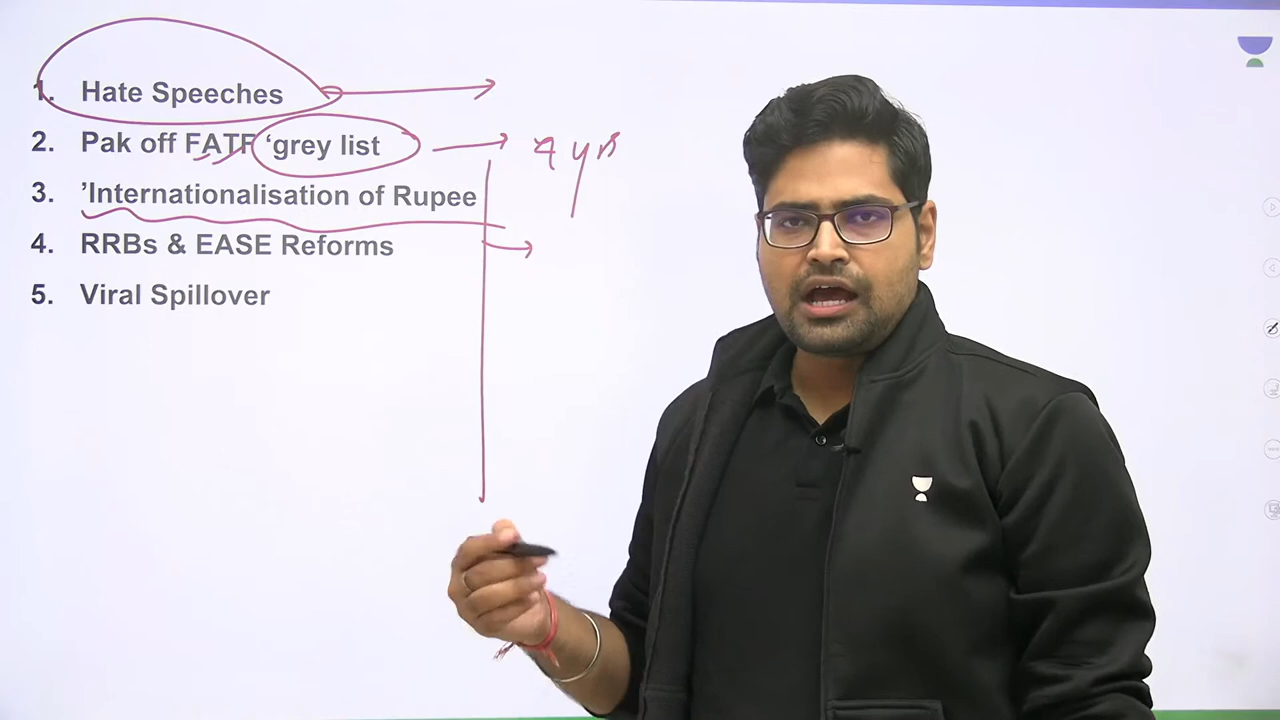 1. Hate Speeches
2. Pak off FATF ‘grey list 4 yrs
3. ’Internationalisation of Rupee
4. RRBs & EASE Reforms
5. Viral Spillover